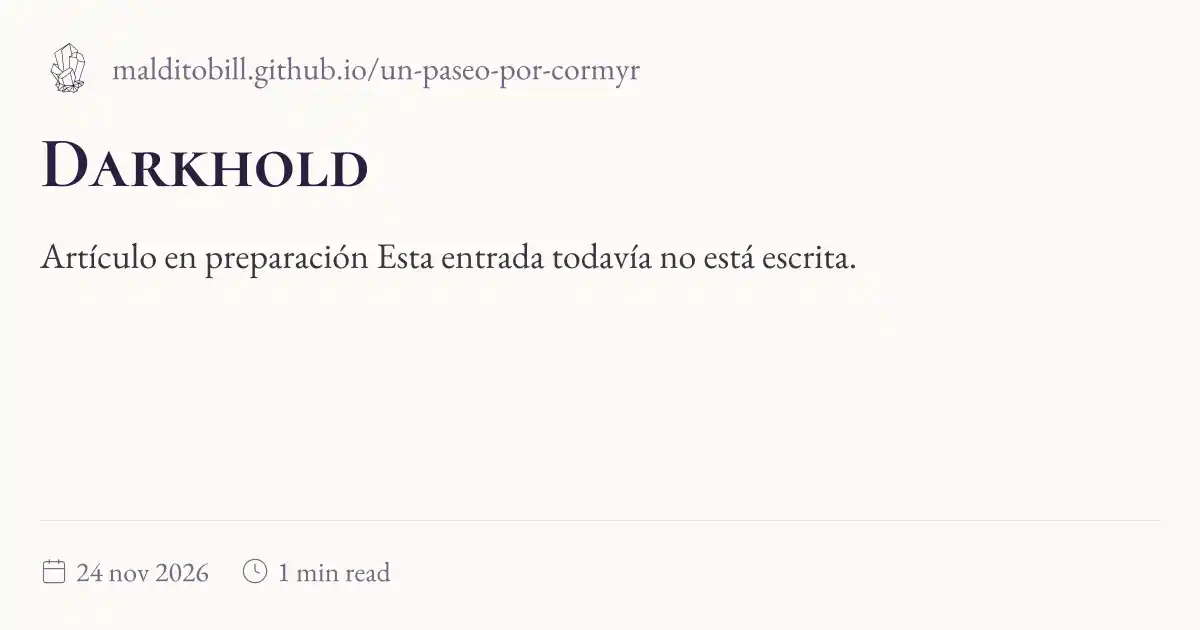 malditobill.github.io/un-paseo-por-cormyr
Darkhold
Artículo en preparación Esta entrada todavía no está escrita.
24 nov 2026 1 min read